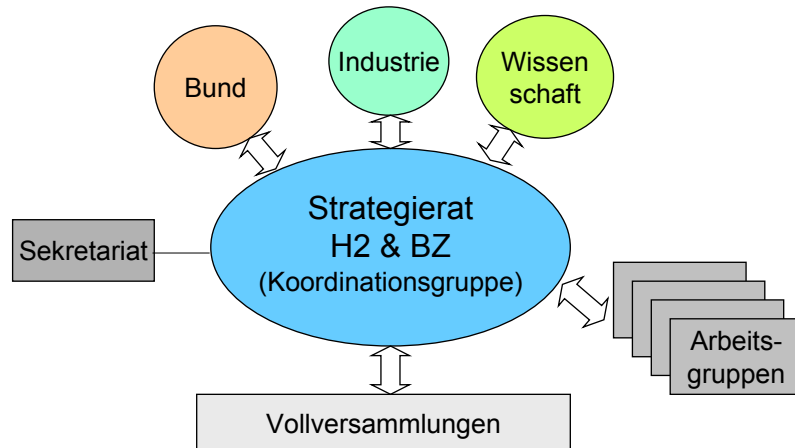 Bund
Industrie
Wissen
schaft
Strategierat
H2 & BZ
(Koordinationsgruppe)
Sekretariat
Arbeits-
gruppen
Vollversammlungen